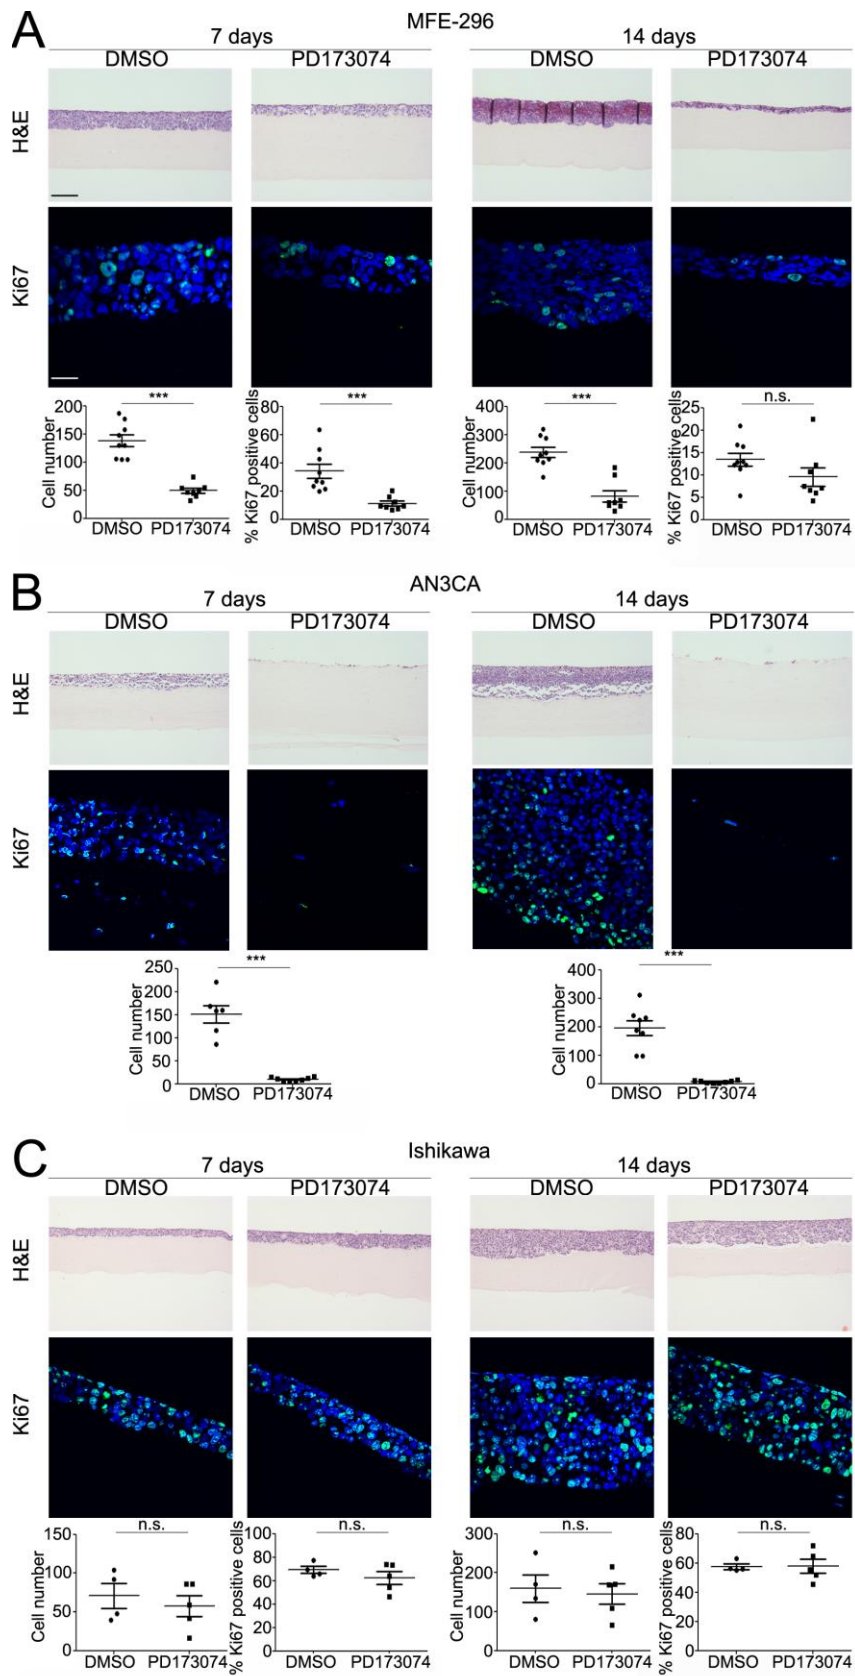 A
MFE-296
7 days
14 days
DMSO
PD173074
DMSO
PD173074
H&E
Ki67
Cell number
200
150
100
50
0
***
DMSO
PD173074
% Ki67 positive cells
80
60
40
20
0
***
DMSO
PD173074
Cell number
400
300
200
100
0
***
DMSO
PD173074
% Ki67 positive cells
25
20
15
10
5
0
n.s.
DMSO
PD173074
B
AN3CA
7 days
14 days
DMSO
PD173074
DMSO
PD173074
H&E
Ki67
Cell number
250
200
150
100
50
0
***
DMSO
PD173074
Cell number
400
300
200
100
0
***
DMSO
PD173074
C
Ishikawa
7 days
14 days
DMSO
PD173074
DMSO
PD173074
H&E
Ki67
Cell number
150
100
50
0
n.s.
DMSO
PD173074
% Ki67 positive cells
100
80
60
40
20
0
n.s.
DMSO
PD173074
Cell number
300
200
100
0
n.s.
DMSO
PD173074
% Ki67 positive cells
80
60
40
20
0
n.s.
DMSO
PD173074